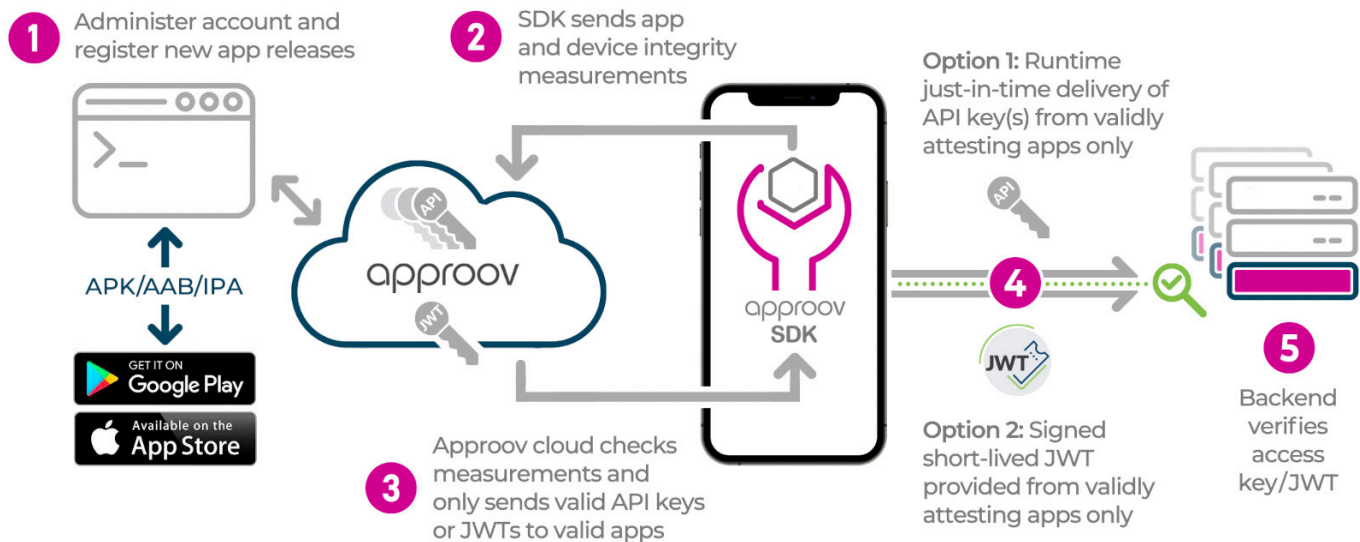 1
Administer account and
register new app releases
APK/AAB/IPA
GET IT ON
Google Play
Available on the
App Store
2
SDK sends app
and device integrity
measurements
API
approov
JWT
3
Approov cloud checks
measurements and
only sends valid API keys
or JWTs to valid apps
approov
SDK
Option 1: Runtime
just-in-time delivery of
API key(s) from validly
attesting apps only
API
4
JWT
Option 2: Signed
short-lived JWT
provided from validly
attesting apps only
5
Backend
verifies
access
key/JWT